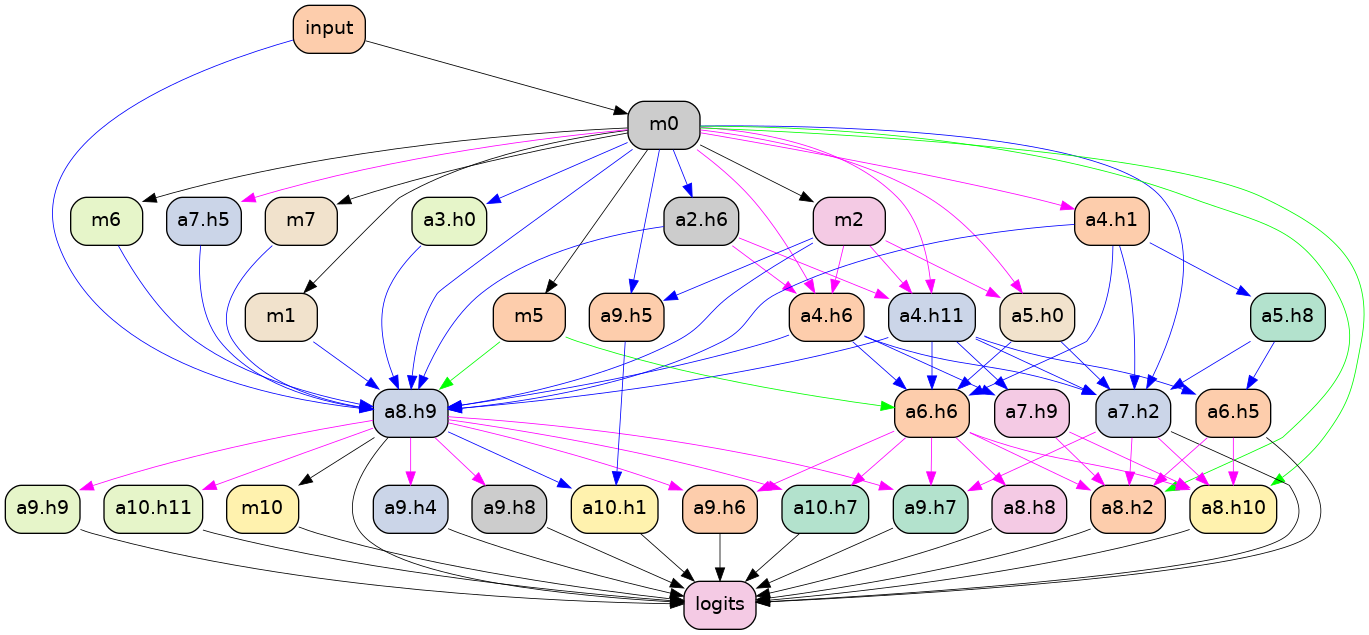 input
m0
m6
a7.h5
m7
a3.h0
a2.h6
m2
a4.h1
m1
m5
a9.h5
a4.h6
a4.h11
a5.h0
a5.h8
a8.h9
a6.h6
a7.h9
a7.h2
a6.h5
a9.h9
a10.h11
m10
a9.h4
a9.h8
a10.h1
a9.h6
a10.h7
a9.h7
a8.h8
a8.h2
a8.h10
logits